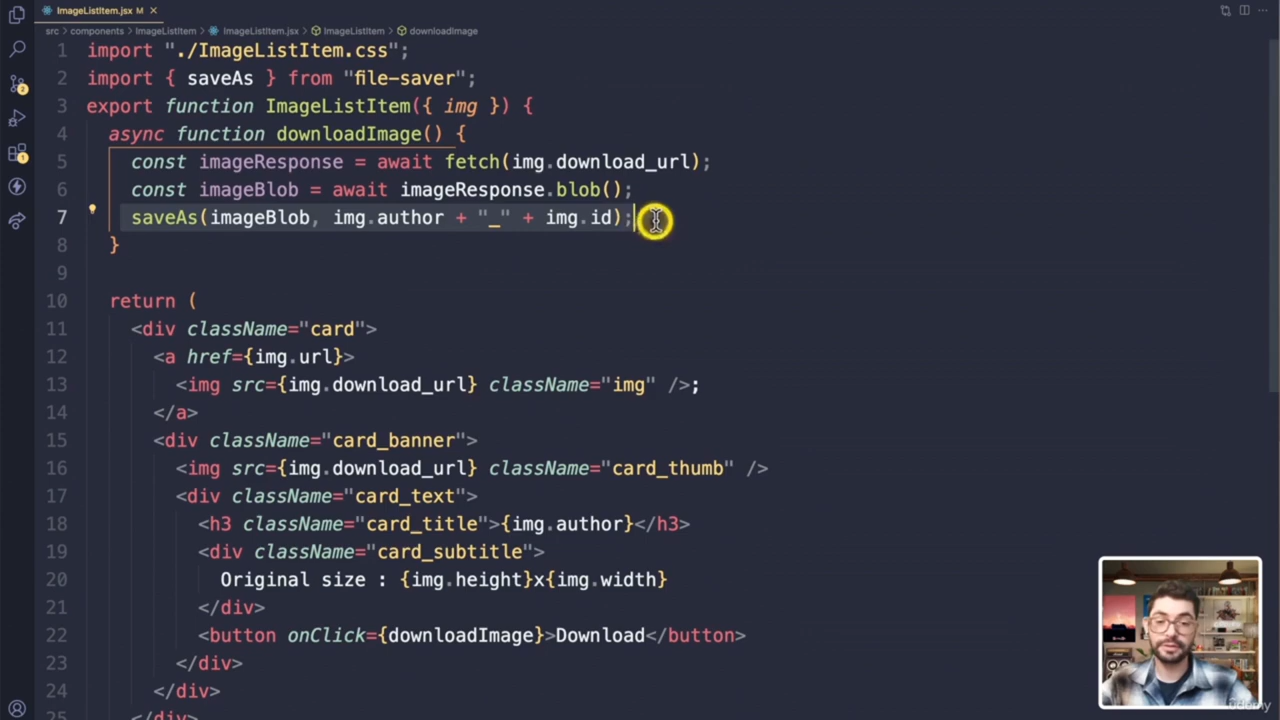 ImageListItem.jsx M
src > components > ImageListItem > ImageListItem.jsx > ImageListItem > downloadImage
1 import "./ImageListItem.css";
2 import { saveAs } from "file-saver";
3 export function ImageListItem({ img }) {
4 async function downloadImage() {
5 const imageResponse = await fetch(img.download_url);
6 const imageBlob = await imageResponse.blob();
7 saveAs(imageBlob, img.author + "_" + img.id);
8 }
9
10 return (
11 <div className="card">
12 <a href={img.url}>
13 <img src={img.download_url} className="img" />;
14 </a>
15 <div className="card_banner">
16 <img src={img.download_url} className="card_thumb" />
17 <div className="card_text">
18 <h3 className="card_title">{img.author}</h3>
19 <div className="card_subtitle">
20 Original size : {img.height}x{img.width}
21 </div>
22 <button onClick={downloadImage}>Download</button>
23 </div>
24 </div>
25 </div>
2
1
udemy